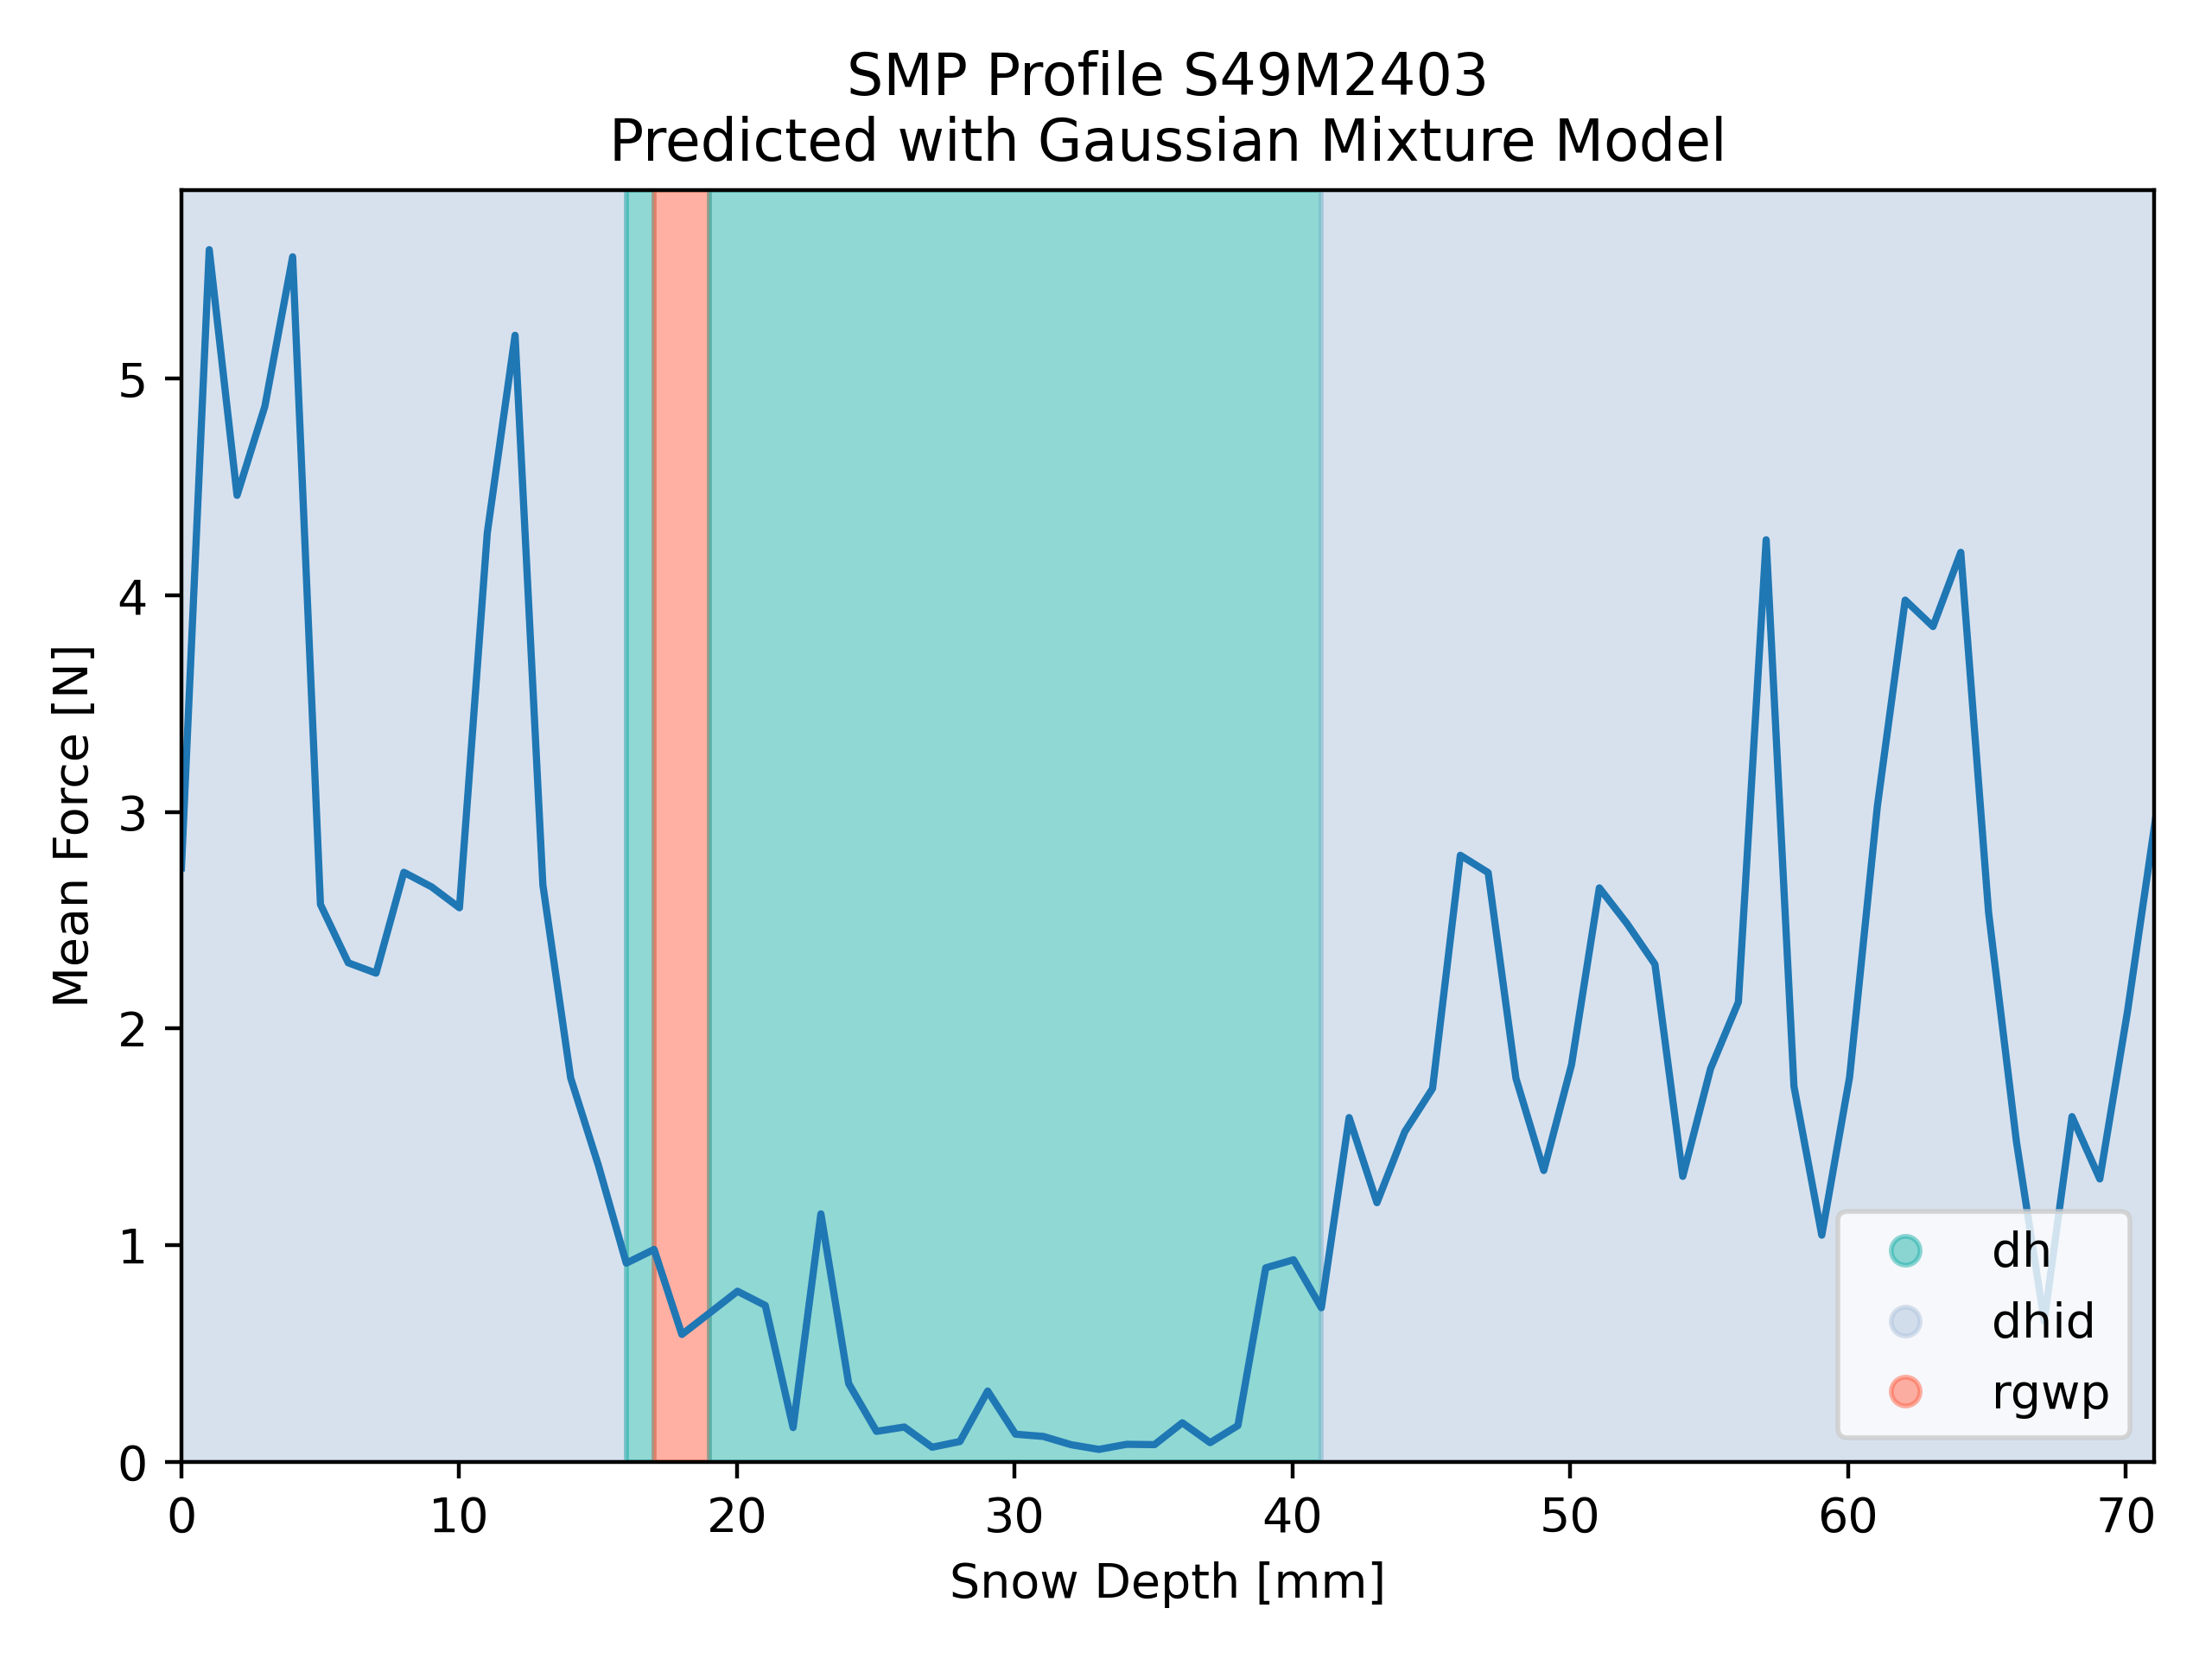 SMP Profile S49M2403
Predicted with Gaussian Mixture Model
Mean Force [N]
5
4
3
2
1
0
0 10 20 30 40 50 60 70
Snow Depth [mm]
dh
dhid
rgwp